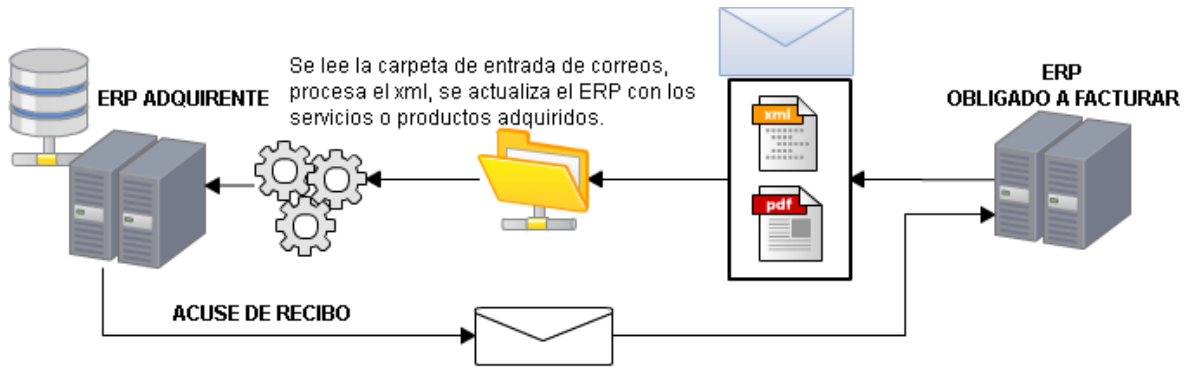 Se lee la carpeta de entrada de correos,
procesa el xml, se actualiza el ERP con los
servicios o productos adquiridos.
ERP ADQUIRENTE
ERP
OBLIGADO A FACTURAR
xml
pdf
ACUSE DE RECIBO